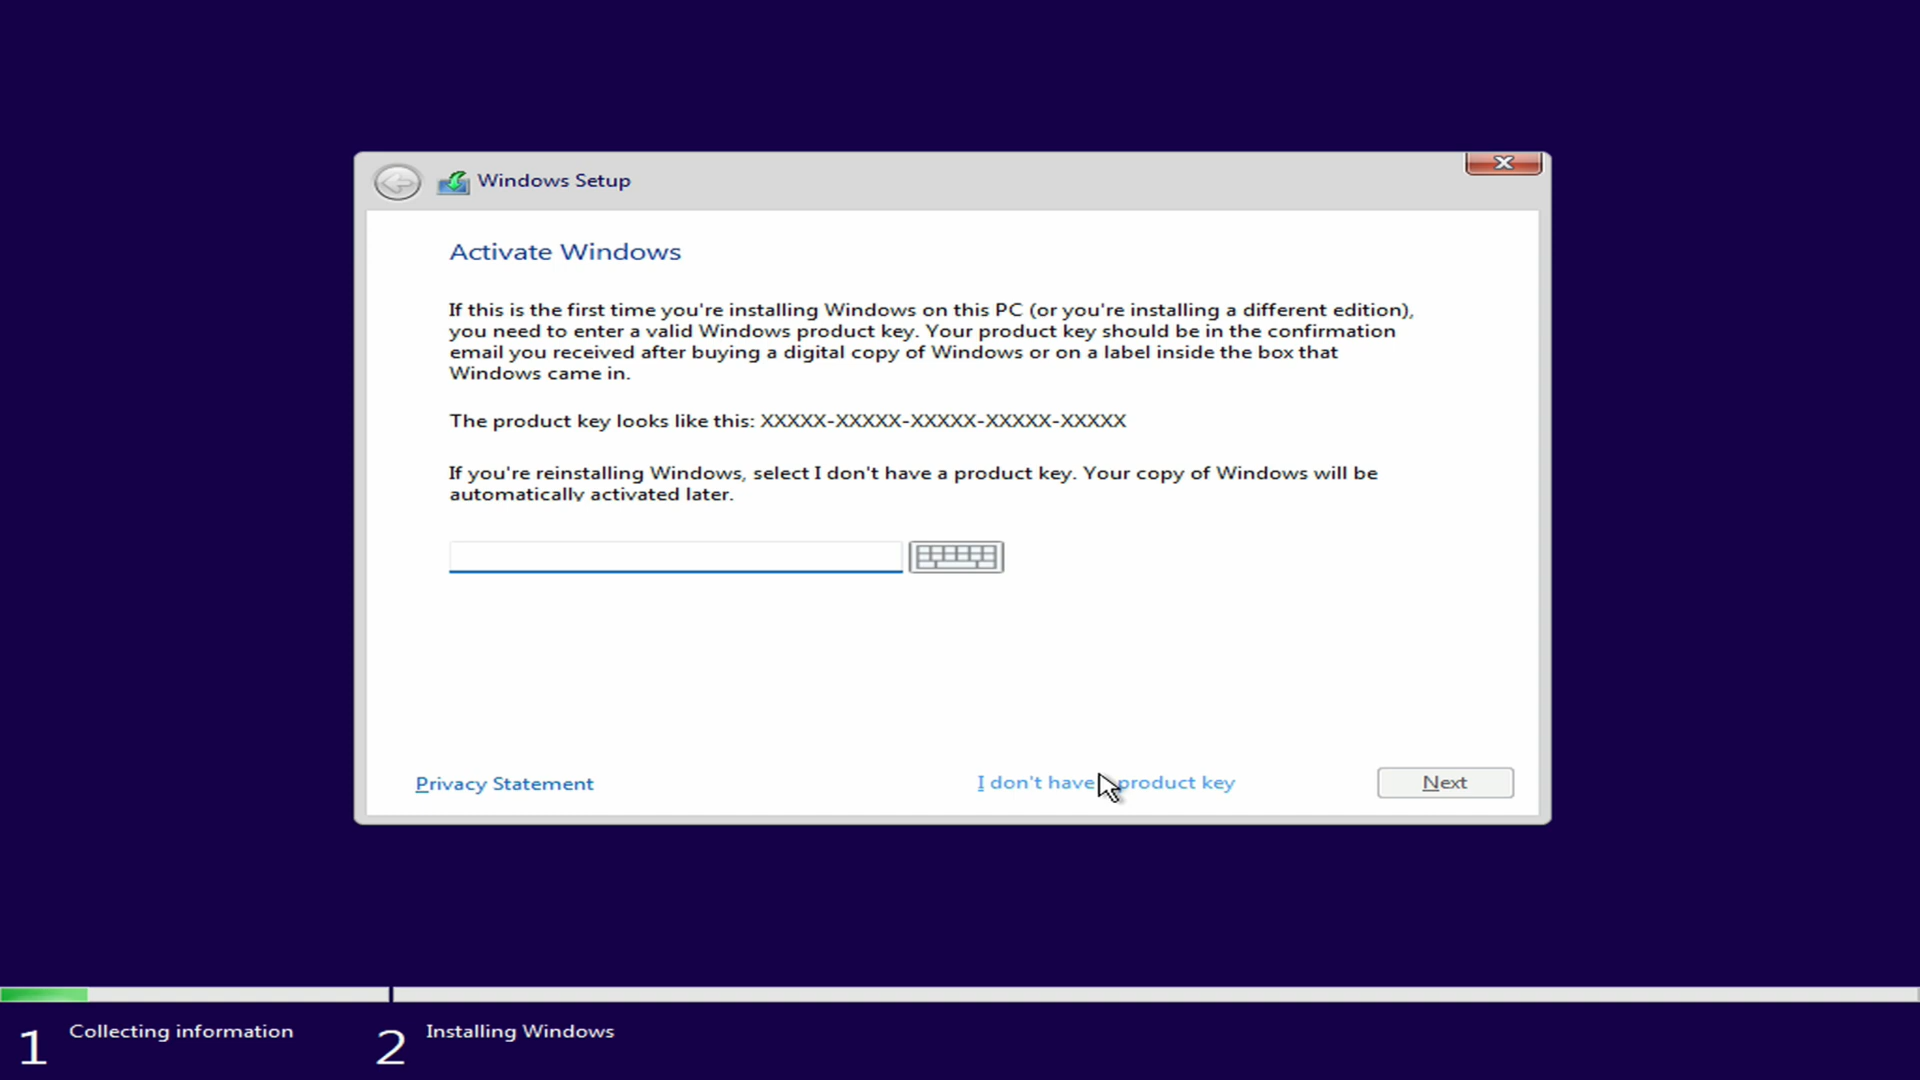 Windows Setup
Activate Windows
If this is the first time you're installing Windows on this PC (or you're installing a different edition),
you need to enter a valid Windows product key. Your product key should be in the confirmation
email you received after buying a digital copy of Windows or on a label inside the box that
Windows came in.
The product key looks like this: XXXXX-XXXXX-XXXXX-XXXXX-XXXXX
If you're reinstalling Windows, select I don't have a product key. Your copy of Windows will be
automatically activated later.
Privacy Statement
I don't have product key
Next
1 Collecting information
2 Installing Windows